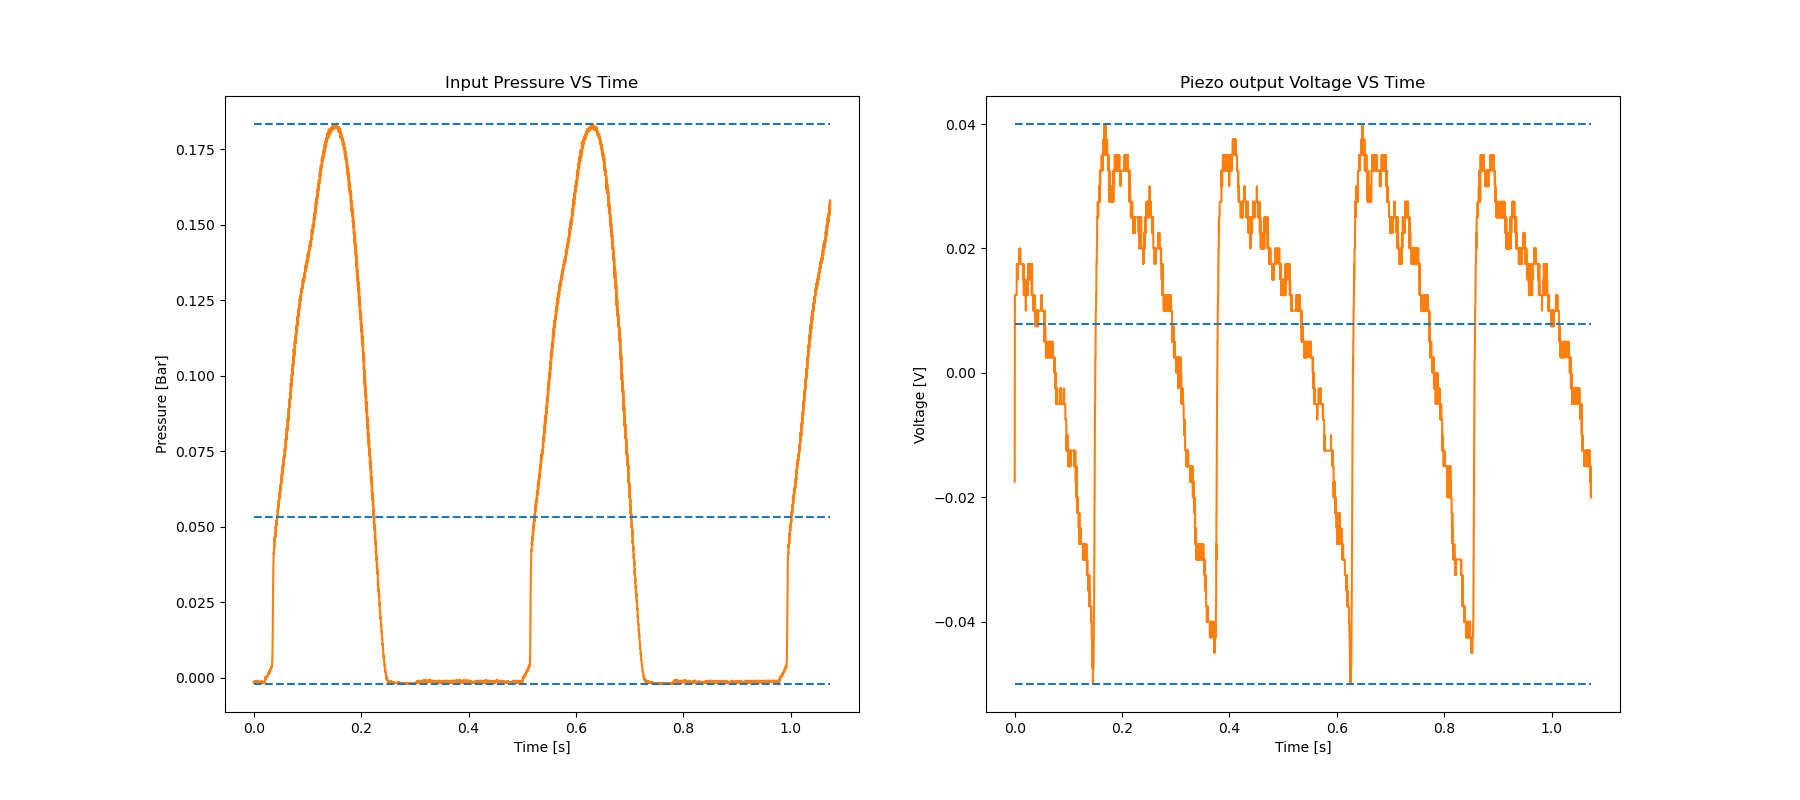 Input Pressure VS Time
Pressure [Bar]
0.175
0.150
0.125
0.100
0.075
0.050
0.025
0.000
0.0 0.2 0.4 0.6 0.8 1.0
Time [s]
Piezo output Voltage VS Time
Voltage [V]
0.04
0.02
0.00
−0.02
−0.04
0.0 0.2 0.4 0.6 0.8 1.0
Time [s]